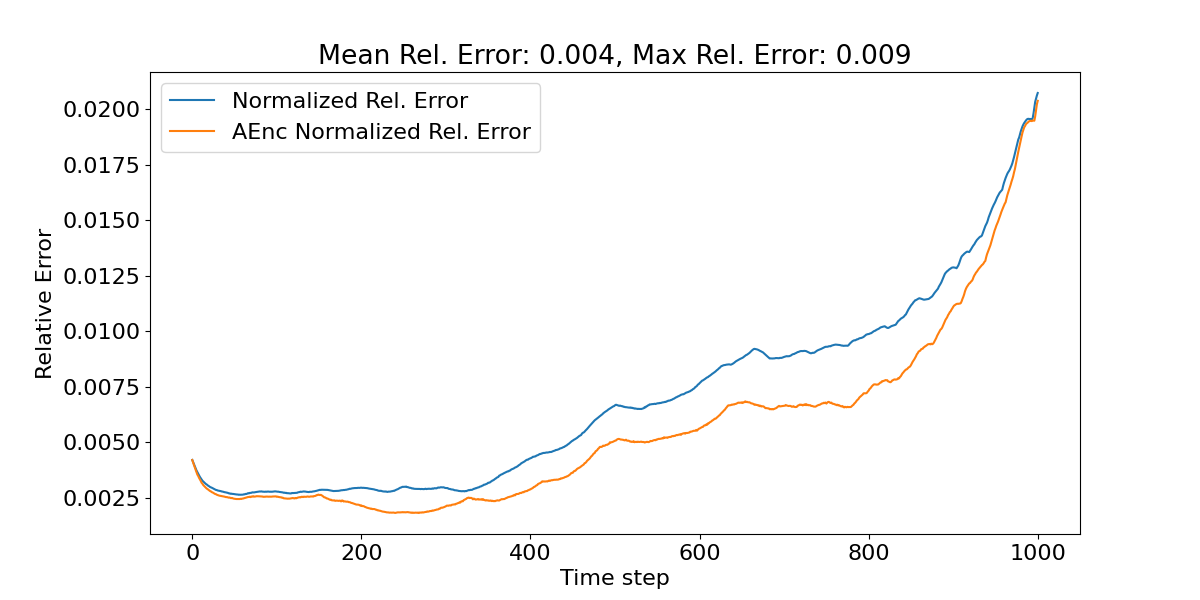 Mean Rel. Error: 0.004, Max Rel. Error: 0.009
Normalized Rel. Error
AEnc Normalized Rel. Error
Relative Error
0.0200
0.0175
0.0150
0.0125
0.0100
0.0075
0.0050
0.0025
0 200 400 600 800 1000
Time step